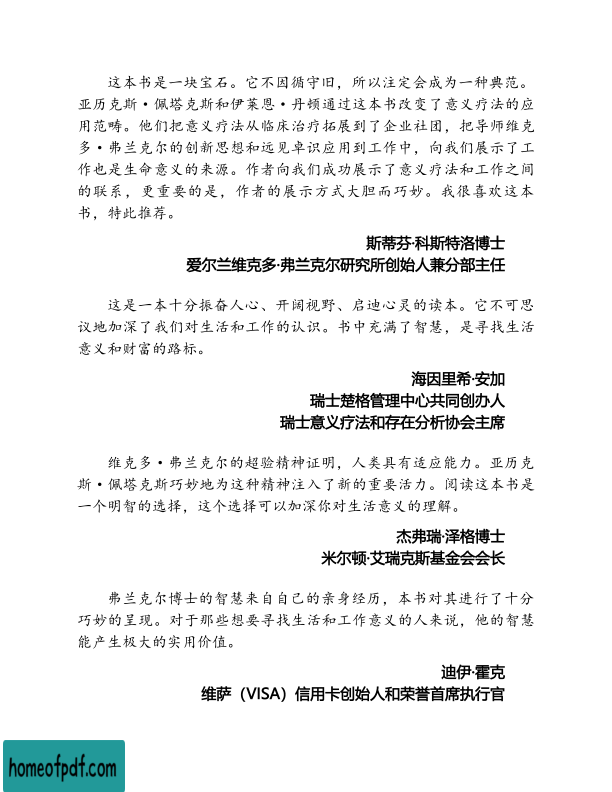 这本书是一块宝石。它不因循守旧，所以注定会成为一种典范。
亚历克斯·佩塔克斯和伊莱恩·丹顿通过这本书改变了意义疗法的应
用范畴。他们把意义疗法从临床治疗拓展到了企业社团，把导师维克
多·弗兰克尔的创新思想和远见卓识应用到工作中，向我们展示了工
作也是生命意义的来源。作者向我们成功展示了意义疗法和工作之间
的联系，更重要的是，作者的展示方式大胆而巧妙。我很喜欢这本
书，特此推荐。
斯蒂芬·科斯特洛博士
爱尔兰维克多·弗兰克尔研究所创始人兼分部主任
这是一本十分振奋人心、开阔视野、启迪心灵的读本。它不可思
议地加深了我们对生活和工作的认识。书中充满了智慧，是寻找生活
意义和财富的路标。
海因里希·安加
瑞士楚格管理中心共同创办人
瑞士意义疗法和存在分析协会主席
维克多·弗兰克尔的超验精神证明，人类具有适应能力。亚历克
斯·佩塔克斯巧妙地为这种精神注入了新的重要活力。阅读这本书是
一个明智的选择，这个选择可以加深你对生活意义的理解。
杰弗瑞·泽格博士
米尔顿·艾瑞克斯基金会会长
弗兰克尔博士的智慧来自自己的亲身经历，本书对其进行了十分
巧妙的呈现。对于那些想要寻找生活和工作意义的人来说，他的智慧
能产生极大的实用价值。
迪伊·霍克
维萨（VISA）信用卡创始人和荣誉首席执行官
homeofpdf.com